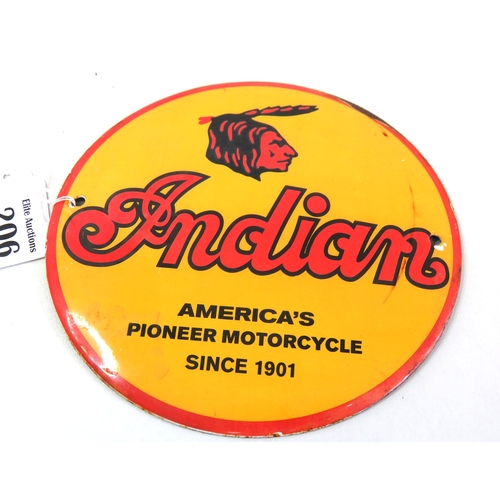 Indian
AMERICA'S
PIONEER MOTORCYCLE
SINCE 1901
Elite Auctions
206